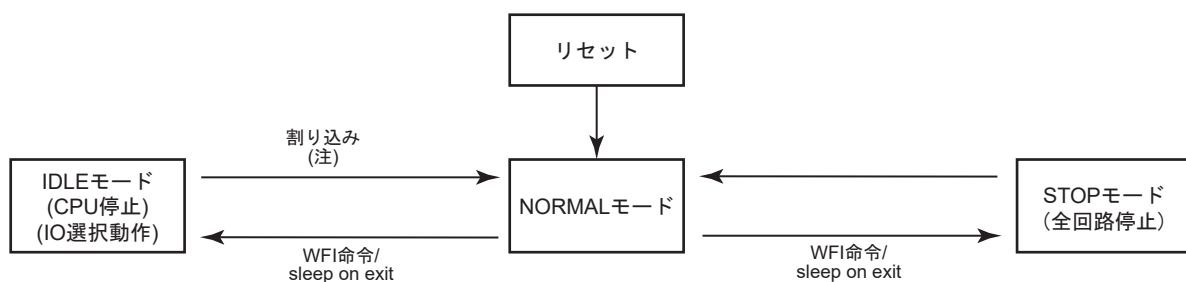 リセット
割り込み
(注)
IDLEモード
(CPU停止)
(IO選択動作)
NORMALモード
STOPモード
（全回路停止）
WFI命令/
sleep on exit
WFI命令/
sleep on exit